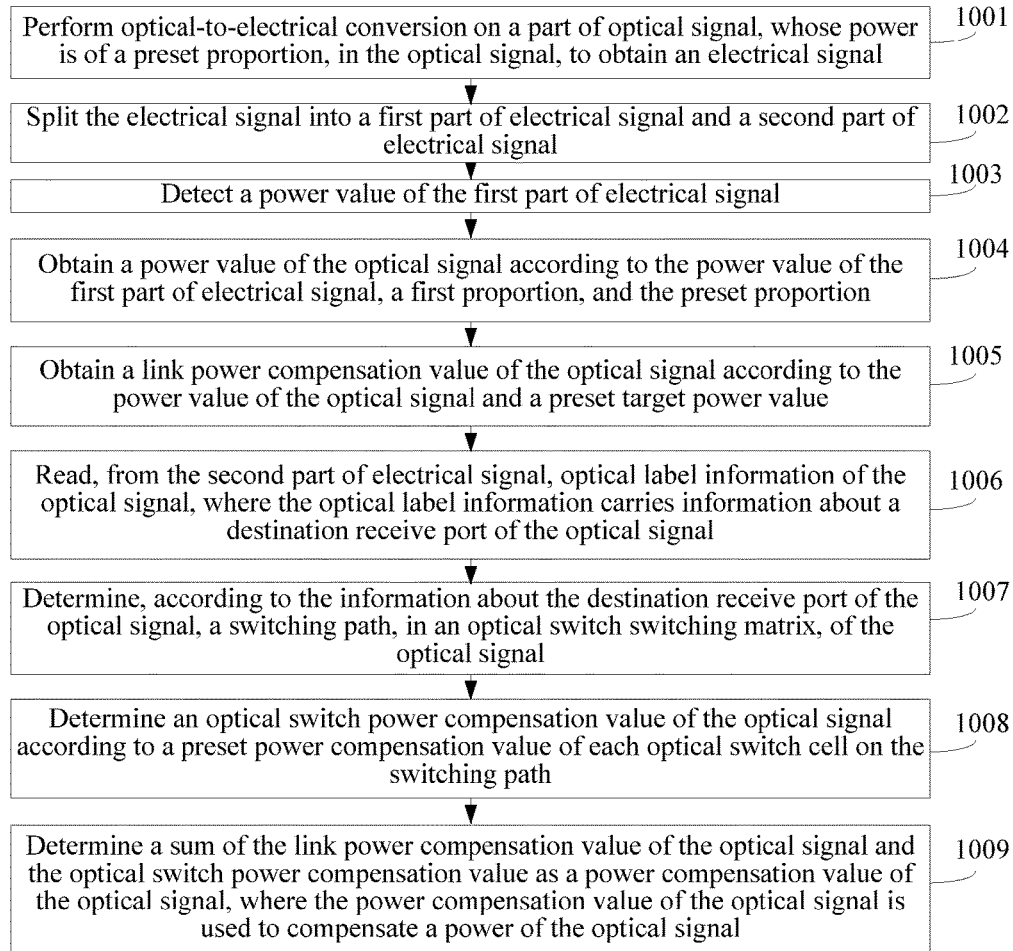 Perform optical-to-electrical conversion on a part of optical signal, whose power
is of a preset proportion, in the optical signal, to obtain an electrical signal
1001
Split the electrical signal into a first part of electrical signal and a second part of
electrical signal
1002
Detect a power value of the first part of electrical signal
1003
Obtain a power value of the optical signal according to the power value of the
first part of electrical signal, a first proportion, and the preset proportion
1004
Obtain a link power compensation value of the optical signal according to the
power value of the optical signal and a preset target power value
1005
Read, from the second part of electrical signal, optical label information of the
optical signal, where the optical label information carries information about a
destination receive port of the optical signal
1006
Determine, according to the information about the destination receive port of the
optical signal, a switching path, in an optical switch switching matrix, of the
optical signal
1007
Determine an optical switch power compensation value of the optical signal
according to a preset power compensation value of each optical switch cell on the
switching path
1008
Determine a sum of the link power compensation value of the optical signal and
the optical switch power compensation value as a power compensation value of
the optical signal, where the power compensation value of the optical signal is
used to compensate a power of the optical signal
1009